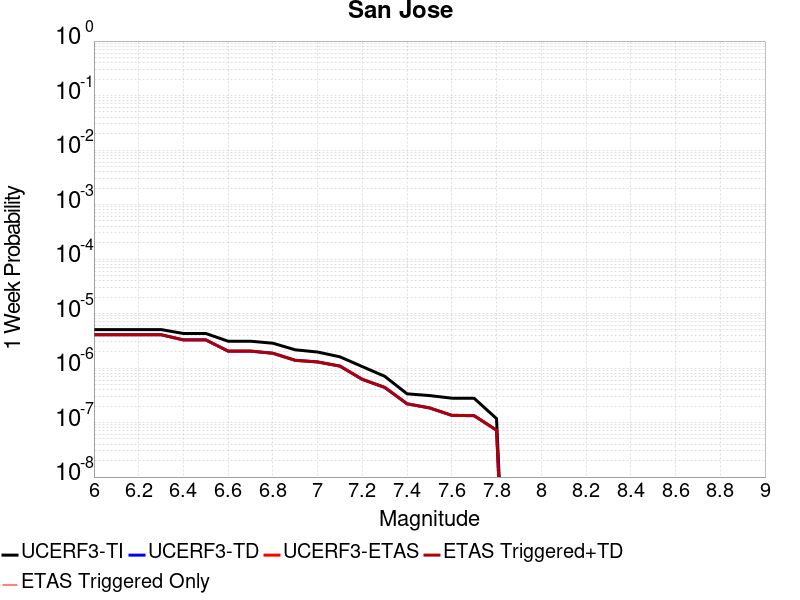 San Jose
10^0
10^-1
10^-2
10^-3
10^-4
10^-5
10^-6
10^-7
10^-8
1 Week Probability
6 6.2 6.4 6.6 6.8 7 7.2 7.4 7.6 7.8 8 8.2 8.4 8.6 8.8 9
Magnitude
UCERF3-TI UCERF3-TD UCERF3-ETAS ETAS Triggered+TD
ETAS Triggered Only